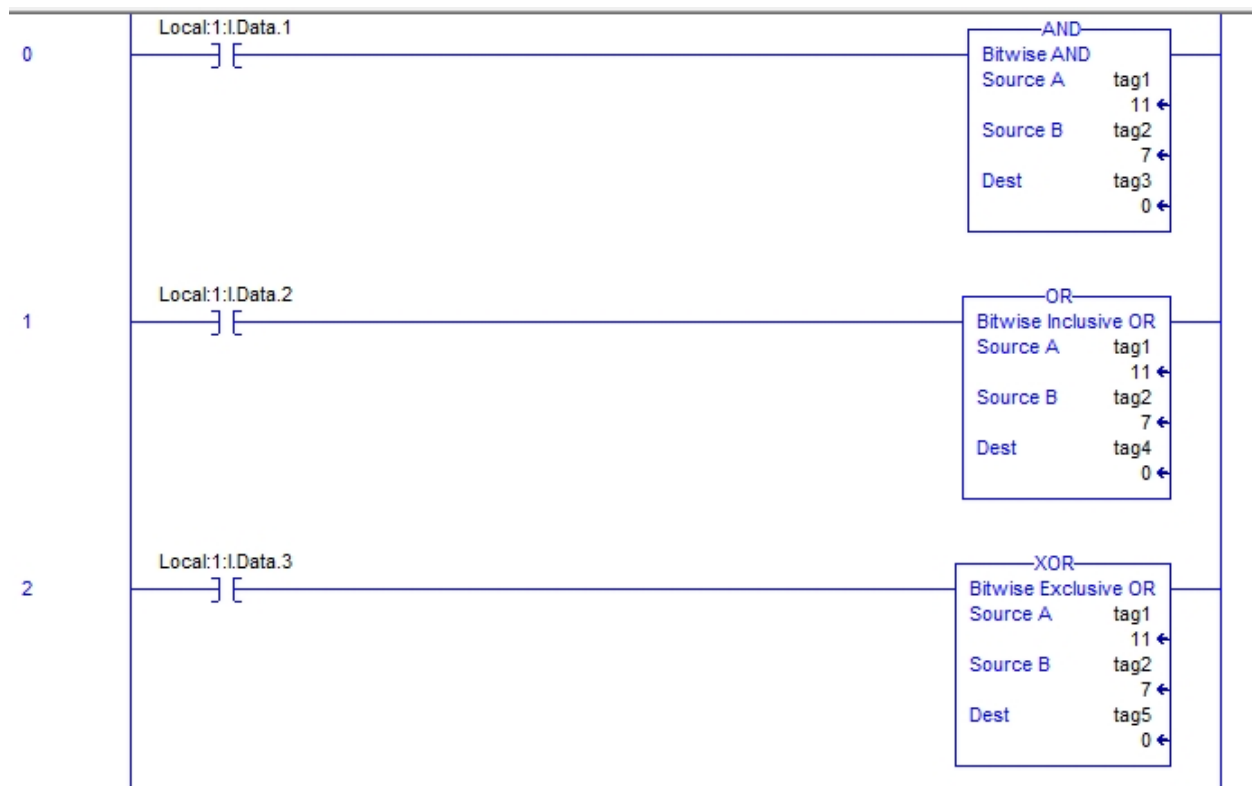 Local:1:I.Data.1
0
AND
Bitwise AND
Source A tag1
11
Source B tag2
7
Dest tag3
0
Local:1:I.Data.2
1
OR
Bitwise Inclusive OR
Source A tag1
11
Source B tag2
7
Dest tag4
0
Local:1:I.Data.3
2
XOR
Bitwise Exclusive OR
Source A tag1
11
Source B tag2
7
Dest tag5
0